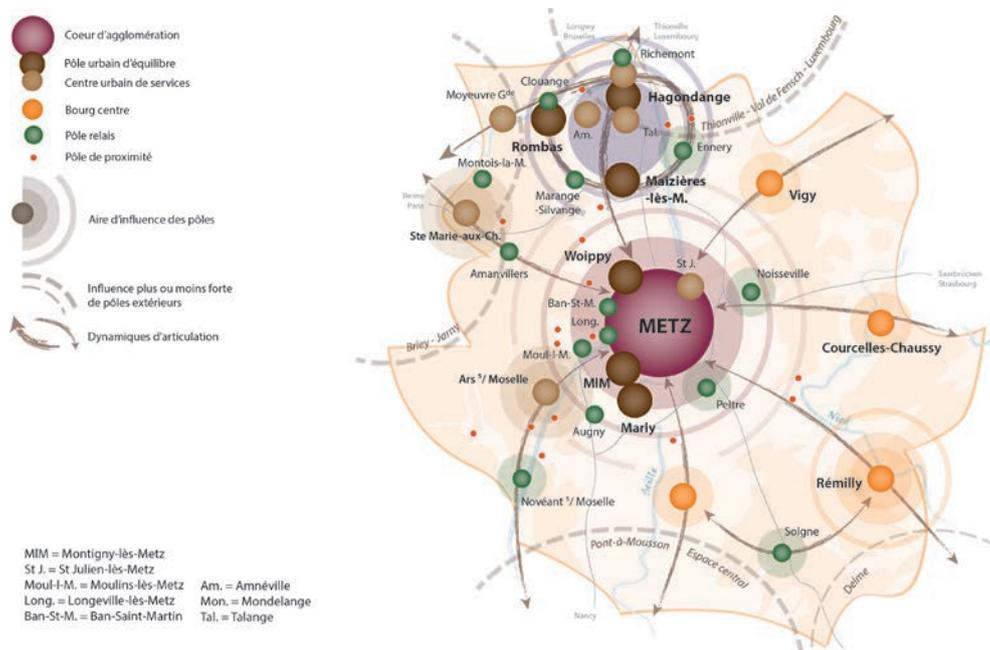 Coeur d'agglomération
Pôle urbain d'équilibre
Centre urbain de services
Bourg centre
Pôle relais
Pôle de proximité
Aire d'influence des pôles
Influence plus ou moins forte
de pôles extérieurs
Dynamiques d'articulation
MIM = Montigny-lès-Metz
St J. = St Julien-lès-Metz
Moul-l-M. = Moulins-lès-Metz
Long. = Longeville-lès-Metz
Ban-St-M. = Ban-Saint-Martin
Am. = Amnéville
Mon. = Mondelange
Tal. = Talange
Longwy
Bruxelles
Thionville
Luxembourg
Richemont
Clouange
Moyeuvre Gde
Hagondange
Thionville - Val de Fensch - Luxembourg
Am.
Tal.
Rombas
Ennery
Montois-la-M.
Maizières
-lès-M.
Marange
-Silvange
Vigy
Reims
Paris
Ste Marie-aux-Ch.
Woippy
St J.
Amanvillers
Noisseville
Saarbrücken
Strasbourg
Ban-St-M.
Long.
METZ
Briey - Jarny
Moul-l-M.
Courcelles-Chaussy
Ars s/ Moselle
MIM
Peltre
Nied
Augny
Marly
Rémilly
Seille
Novéant s/ Moselle
Solgne
Pont-à-Mousson
Espace central
Delme
Nancy